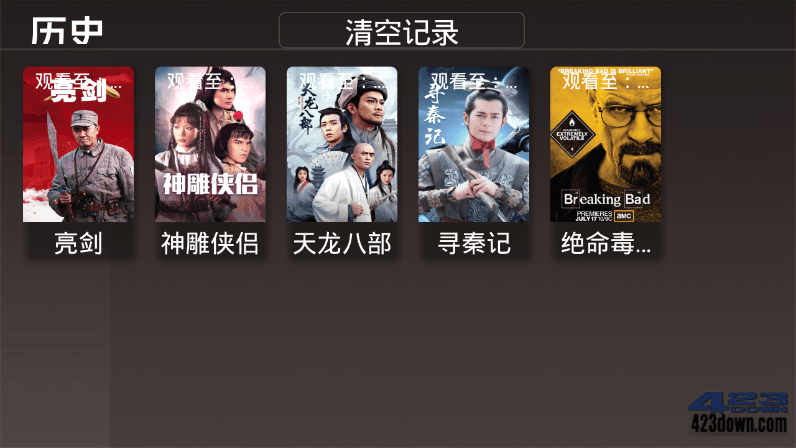 历史
清空记录
观看至：...
亮剑
亮剑
观看至：...
神雕侠侣
神雕侠侣
观看至：...
天龙八部
天龙八部
观看至：...
寻秦记
寻秦记
"BREAKING BAD IS BRILLIANT"
观看至：...
EXTREMELY
VOLATILE
Breaking Bad
PREMIERES
JULY 17 10/9C
amc
绝命毒...
423
DOWN
423down.com